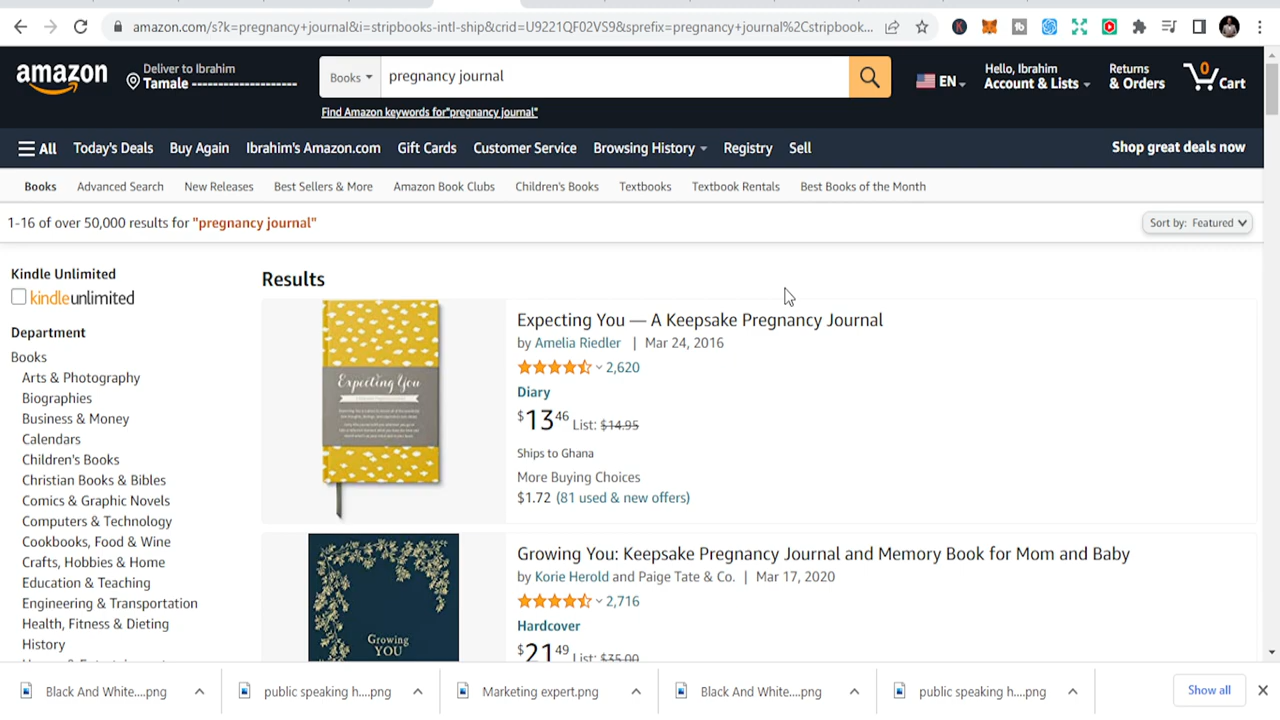 amazon.com/s?k=pregnancy+journal&i=stripbooks-intl-ship&crid=U9221QF02VS9&sprefix=pregnancy+journal%2Cstripbook...
amazon
Deliver to Ibrahim
Tamale
Books
pregnancy journal
EN
Hello, Ibrahim
Account & Lists
Returns
& Orders
0
Cart
Find Amazon keywords for"pregnancy journal"
All
Today's Deals
Buy Again
Ibrahim's Amazon.com
Gift Cards
Customer Service
Browsing History
Registry
Sell
Shop great deals now
Books
Advanced Search
New Releases
Best Sellers & More
Amazon Book Clubs
Children's Books
Textbooks
Textbook Rentals
Best Books of the Month
1-16 of over 50,000 results for "pregnancy journal"
Sort by: Featured
Kindle Unlimited
kindleunlimited
Department
Books
Arts & Photography
Biographies
Business & Money
Calendars
Children's Books
Christian Books & Bibles
Comics & Graphic Novels
Computers & Technology
Cookbooks, Food & Wine
Crafts, Hobbies & Home
Education & Teaching
Engineering & Transportation
Health, Fitness & Dieting
History
Results
Expecting You
Expecting You — A Keepsake Pregnancy Journal
by Amelia Riedler | Mar 24, 2016
2,620
Diary
$13.46 List: $14.95
Ships to Ghana
More Buying Choices
$1.72 (81 used & new offers)
Growing
YOU
Growing You: Keepsake Pregnancy Journal and Memory Book for Mom and Baby
by Korie Herold and Paige Tate & Co. | Mar 17, 2020
2,716
Hardcover
$21.49 List: $35.00
Black And White....png
public speaking h....png
Marketing expert.png
Black And White....png
public speaking h....png
Show all